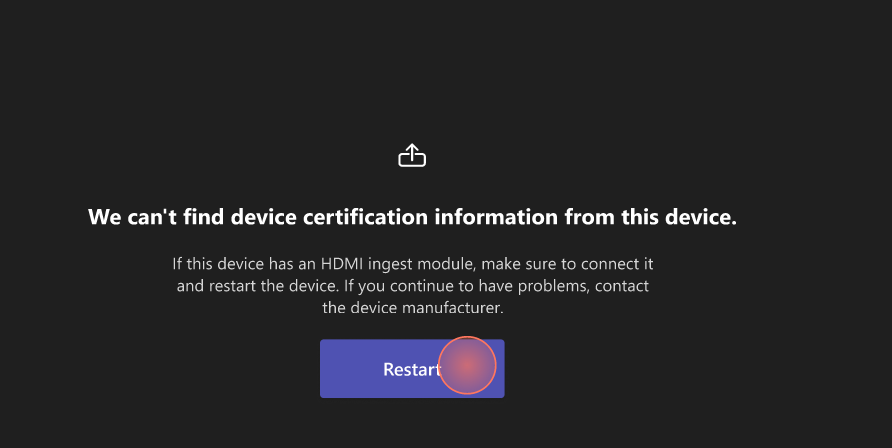 We can't find device certification information from this device.
If this device has an HDMI ingest module, make sure to connect it
and restart the device. If you continue to have problems, contact
the device manufacturer.
Restart